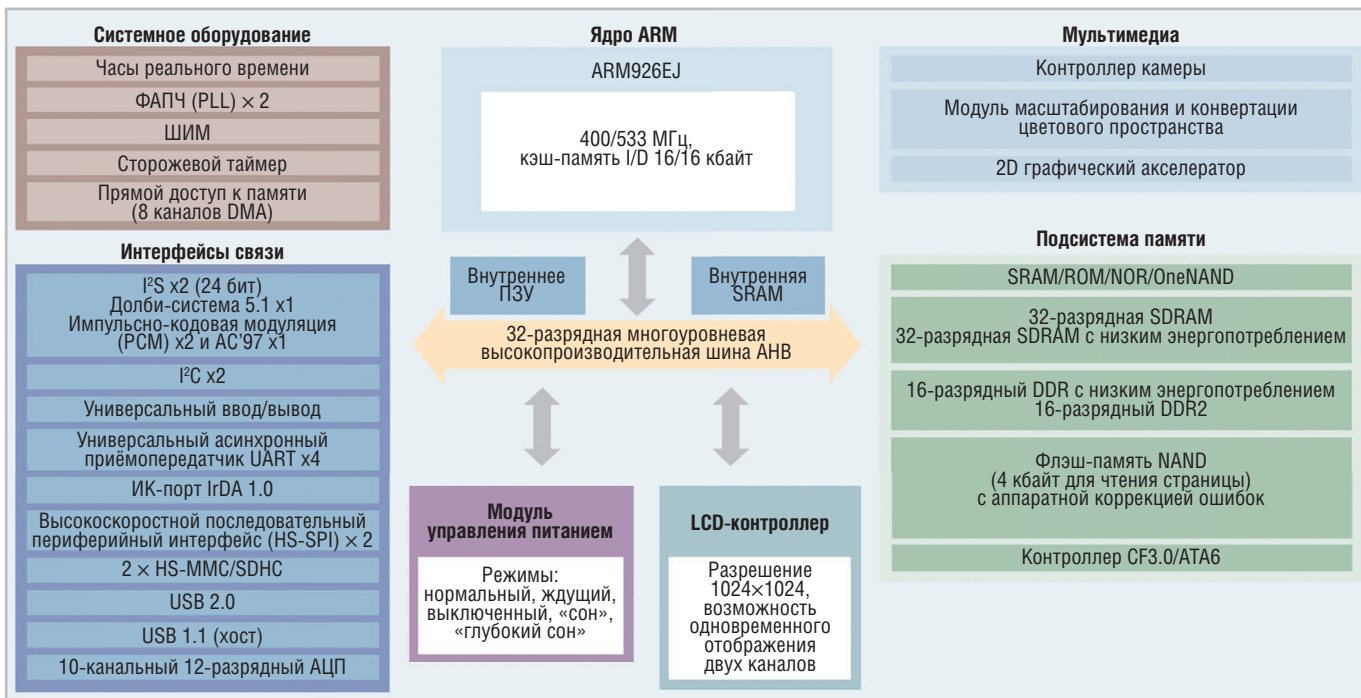 Системное оборудование
Часы реального времени
ФАПЧ (PLL) × 2
ШИМ
Сторожевой таймер
Прямой доступ к памяти
(8 каналов DMA)
Интерфейсы связи
I²S x2 (24 бит)
Долби-система 5.1 x1
Импульсно-кодовая модуляция
(PCM) x2 и AC'97 x1
I²C x2
Универсальный ввод/вывод
Универсальный асинхронный
приёмопередатчик UART x4
ИК-порт IrDA 1.0
Высокоскоростной последовательный
периферийный интерфейс (HS-SPI) × 2
2 × HS-MMC/SDHC
USB 2.0
USB 1.1 (хост)
10-канальный 12-разрядный АЦП
Ядро ARM
ARM926EJ
400/533 МГц,
кэш-память I/D 16/16 кбайт
Внутреннее
ПЗУ
Внутренняя
SRAM
32-разрядная многоуровневая
высокопроизводительная шина AHB
Модуль
управления питанием
Режимы:
нормальный, ждущий,
выключенный, «сон»,
«глубокий сон»
LCD-контроллер
Разрешение
1024×1024,
возможность
одновременного
отображения
двух каналов
Мультимедиа
Контроллер камеры
Модуль масштабирования и конвертации
цветового пространства
2D графический акселератор
Подсистема памяти
SRAM/ROM/NOR/OneNAND
32-разрядная SDRAM
32-разрядная SDRAM с низким энергопотреблением
16-разрядный DDR с низким энергопотреблением
16-разрядный DDR2
Флэш-память NAND
(4 кбайт для чтения страницы)
с аппаратной коррекцией ошибок
Контроллер CF3.0/ATA6